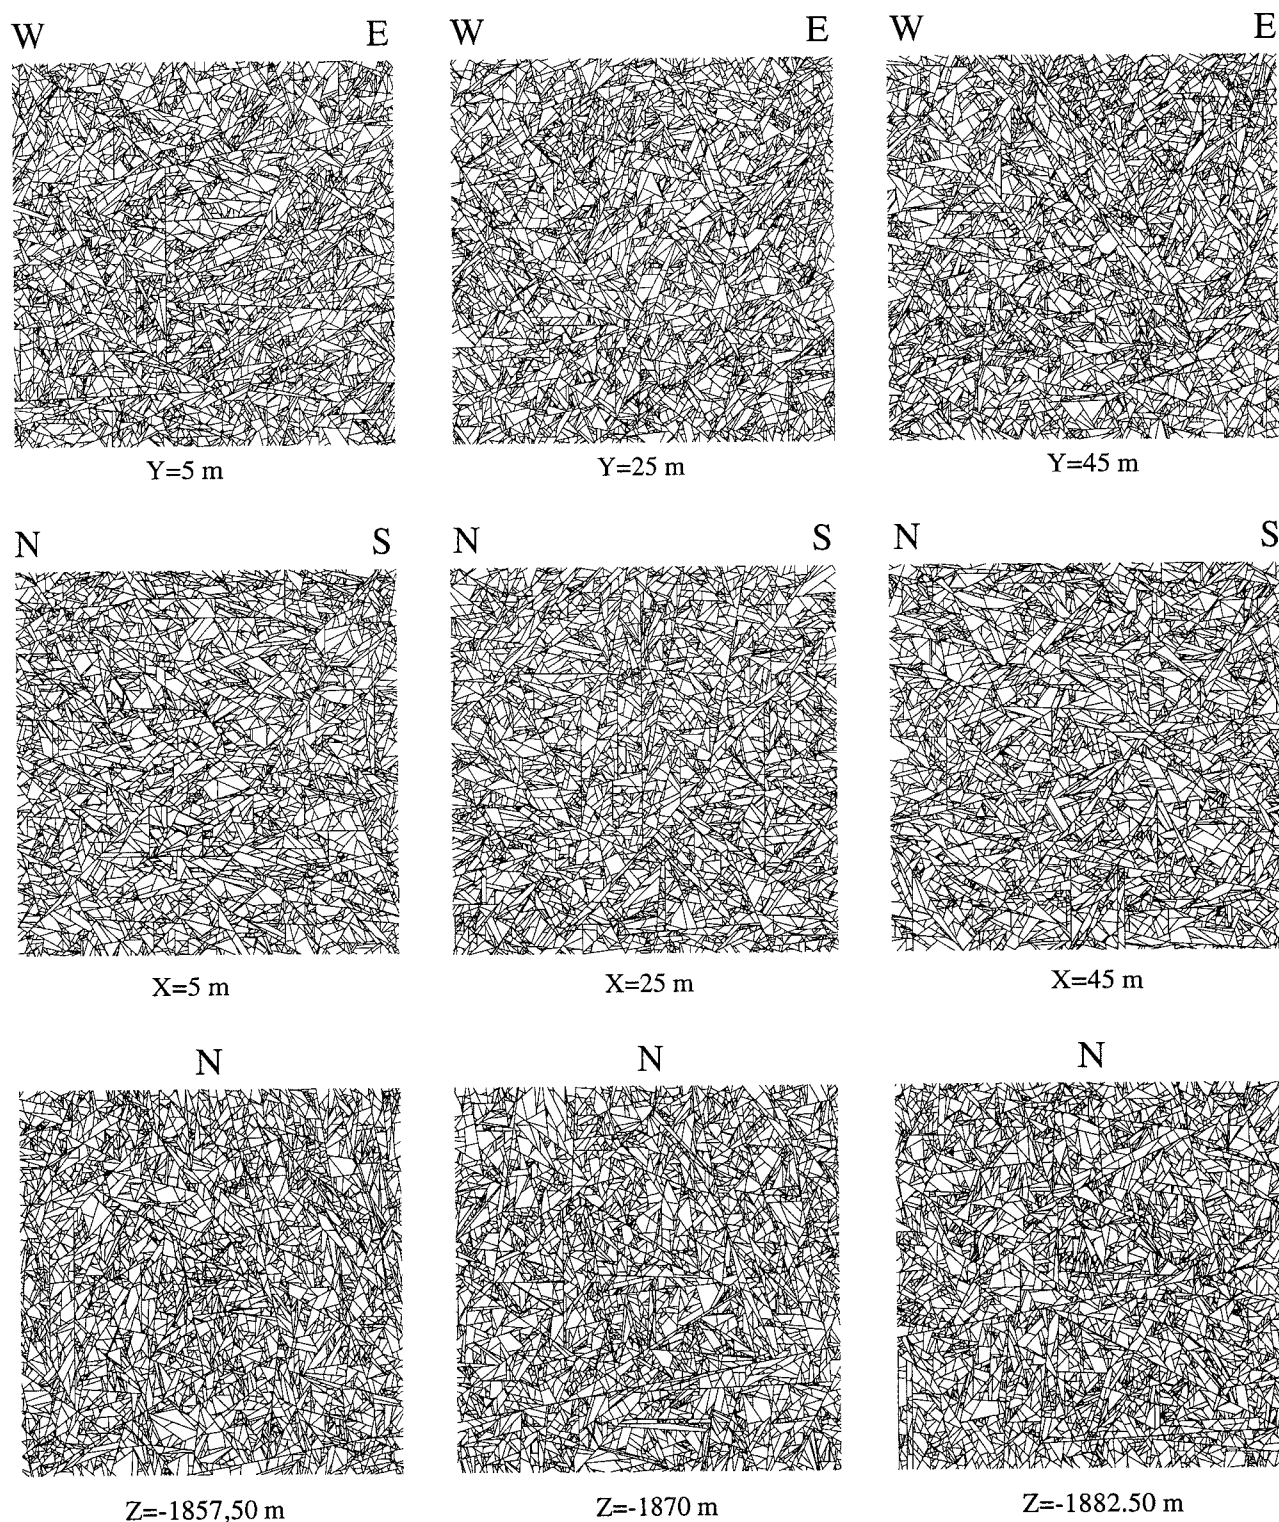 W E W E W E
Y=5 m Y=25 m Y=45 m
N S N S N S
X=5 m X=25 m X=45 m
N N N
Z=-1857,50 m Z=-1870 m Z=-1882.50 m